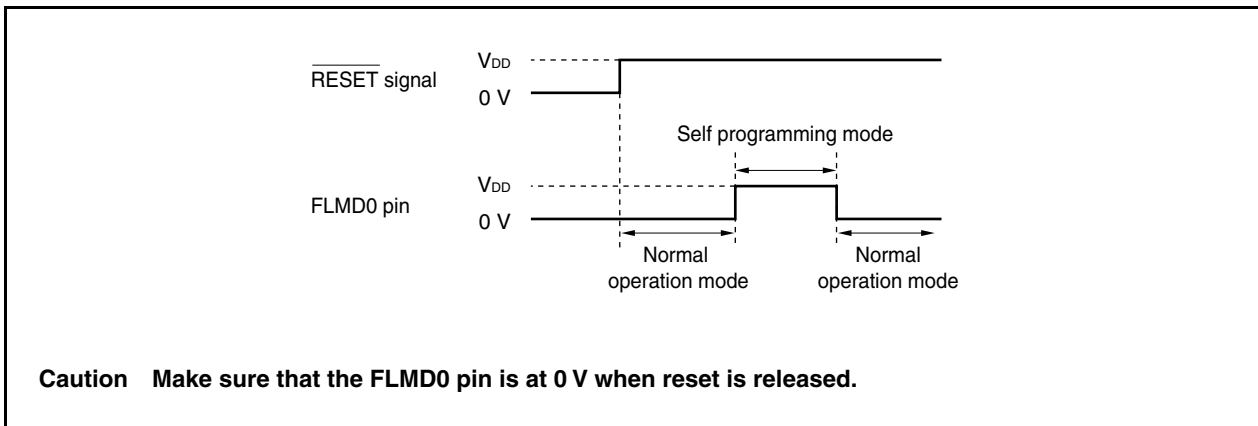 RESET signal
VDD
0 V
Self programming mode
FLMD0 pin
VDD
0 V
Normal
operation mode
Normal
operation mode
Caution Make sure that the FLMD0 pin is at 0 V when reset is released.